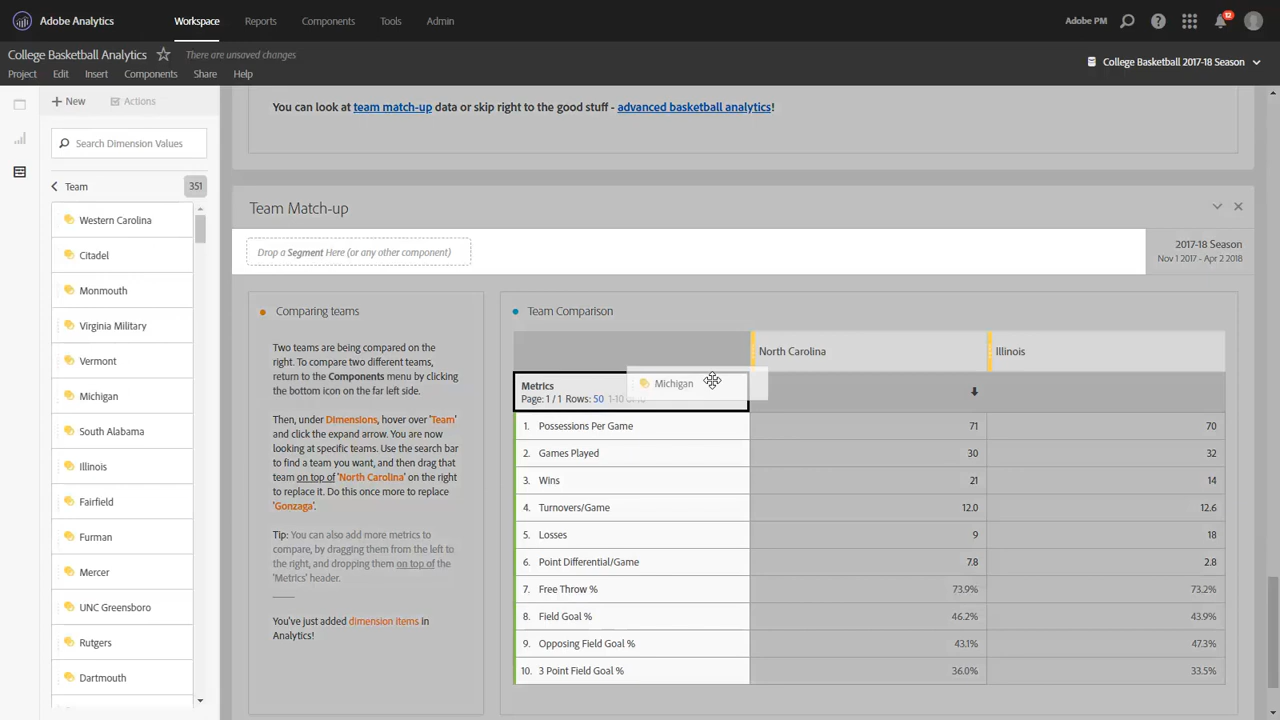 Adobe Analytics
Workspace
Reports
Components
Tools
Admin
Adobe PM
12
College Basketball Analytics
There are unsaved changes
College Basketball 2017-18 Season
Project
Edit
Insert
Components
Share
Help
New
Actions
Search Dimension Values
Team
351
Western Carolina
Citadel
Monmouth
Virginia Military
Vermont
Michigan
South Alabama
Illinois
Fairfield
Furman
Mercer
UNC Greensboro
Rutgers
Dartmouth
You can look at team match-up data or skip right to the good stuff - advanced basketball analytics!
Team Match-up
Drop a Segment Here (or any other component)
2017-18 Season
Nov 1 2017 - Apr 2 2018
Comparing teams
Two teams are being compared on the
right. To compare two different teams,
return to the Components menu by clicking
the bottom icon on the far left side.
Then, under Dimensions, hover over 'Team'
and click the expand arrow. You are now
looking at specific teams. Use the search bar
to find a team you want, and then drag that
team on top of 'North Carolina' on the right
to replace it. Do this once more to replace
'Gonzaga'.
Tip: You can also add more metrics to
compare, by dragging them from the left to
the right, and dropping them on top of the
'Metrics' header.
You've just added dimension items in
Analytics!
Team Comparison
North Carolina
Illinois
Metrics
Page: 1 / 1 Rows: 50 1-10
Michigan
1. Possessions Per Game 71 70
2. Games Played 30 32
3. Wins 21 14
4. Turnovers/Game 12.0 12.6
5. Losses 9 18
6. Point Differential/Game 7.8 2.8
7. Free Throw % 73.9% 73.2%
8. Field Goal % 46.2% 43.9%
9. Opposing Field Goal % 43.1% 47.3%
10. 3 Point Field Goal % 36.0% 33.5%